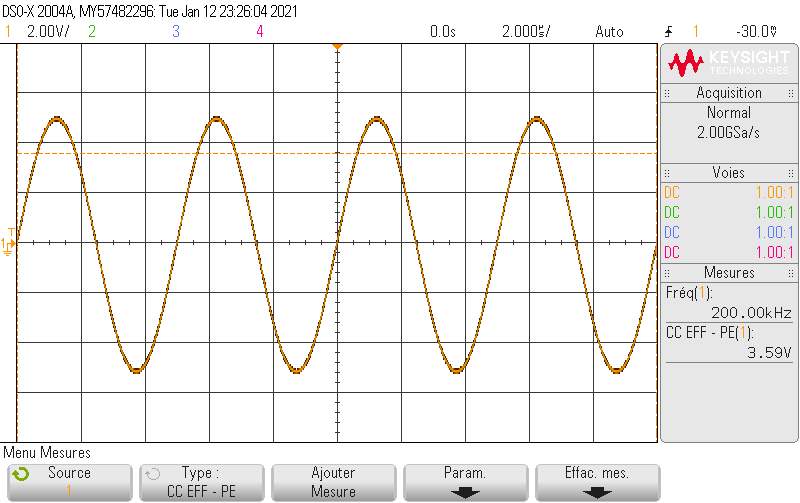 DSO-X 2004A, MY57482296: Tue Jan 12 23:26:04 2021
1 2.00V/ 2 3 4 0.0s 2.000µs/ Auto 1 -30.0mV
KEYSIGHT
TECHNOLOGIES
Acquisition
Normal
2.00GSa/s
Voies
DC 1.00:1
DC 1.00:1
DC 1.00:1
DC 1.00:1
Mesures
Fréq(1):
200.00kHz
CC EFF - PE(1):
3.59V
T
1
Menu Mesures
Source
1
Type :
CC EFF - PE
Ajouter
Mesure
Param.
Effac. mes.